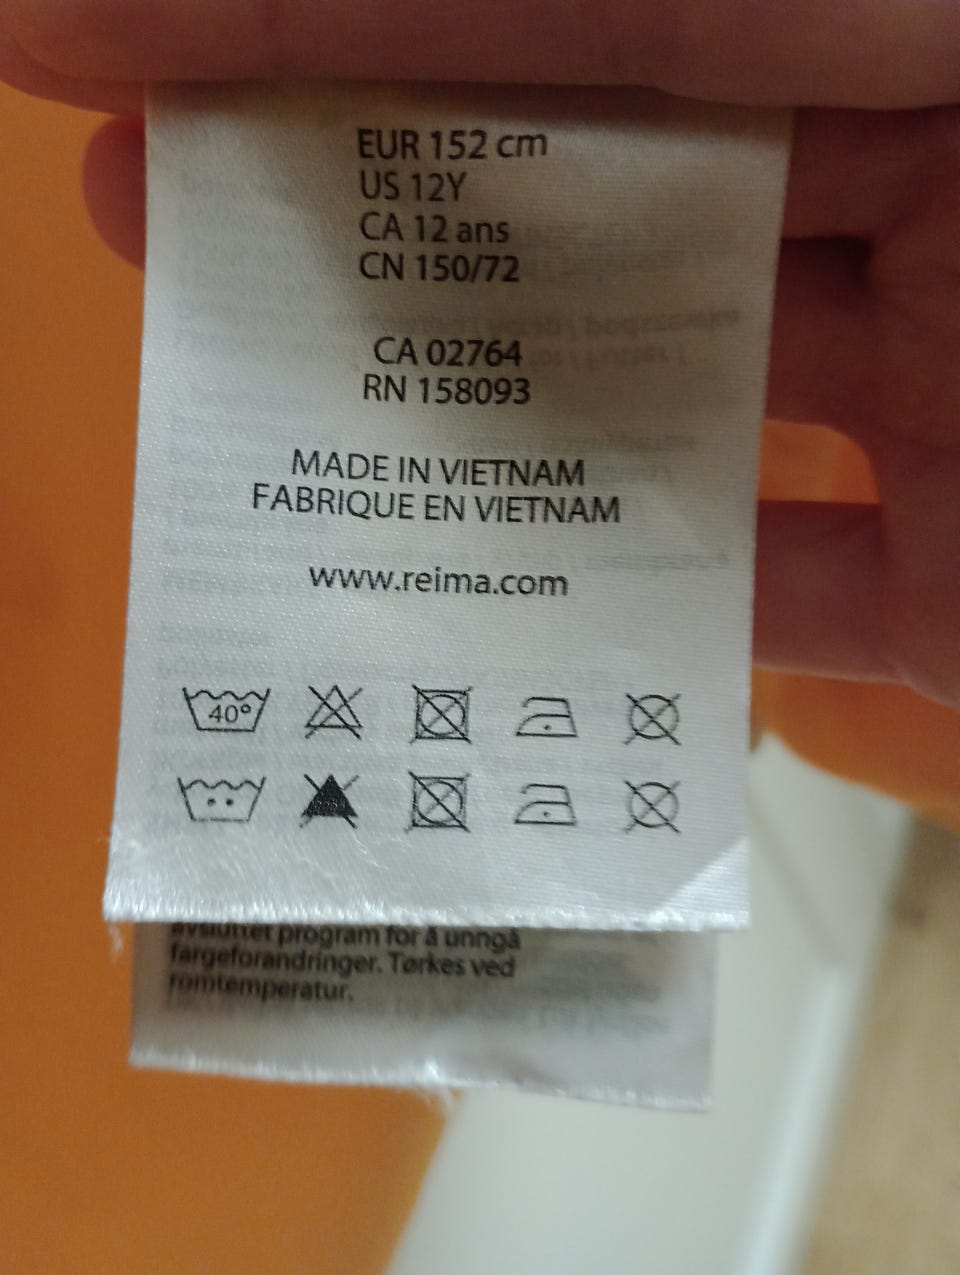 EUR 152 cm
US 12Y
CA 12 ans
CN 150/72
CA 02764
RN 158093
MADE IN VIETNAM
FABRIQUE EN VIETNAM
www.reima.com
40°
avsluttet program for å unngå
fargeforandringer. Tørkes ved
romtemperatur.